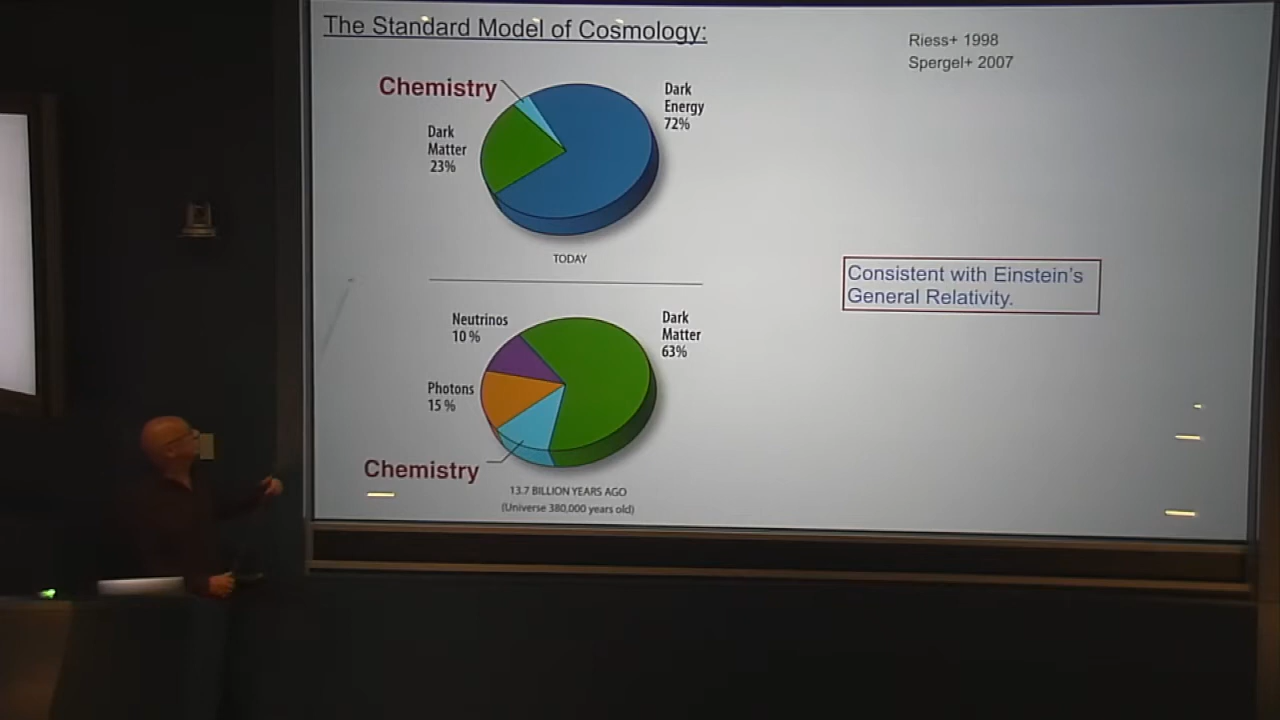 The Standard Model of Cosmology:
Riess+ 1998
Spergel+ 2007
Chemistry
Dark
Energy
72%
Dark
Matter
23%
TODAY
Consistent with Einstein's
General Relativity.
Neutrinos
10 %
Dark
Matter
63%
Photons
15 %
Chemistry
13.7 BILLION YEARS AGO
(Universe 380,000 years old)